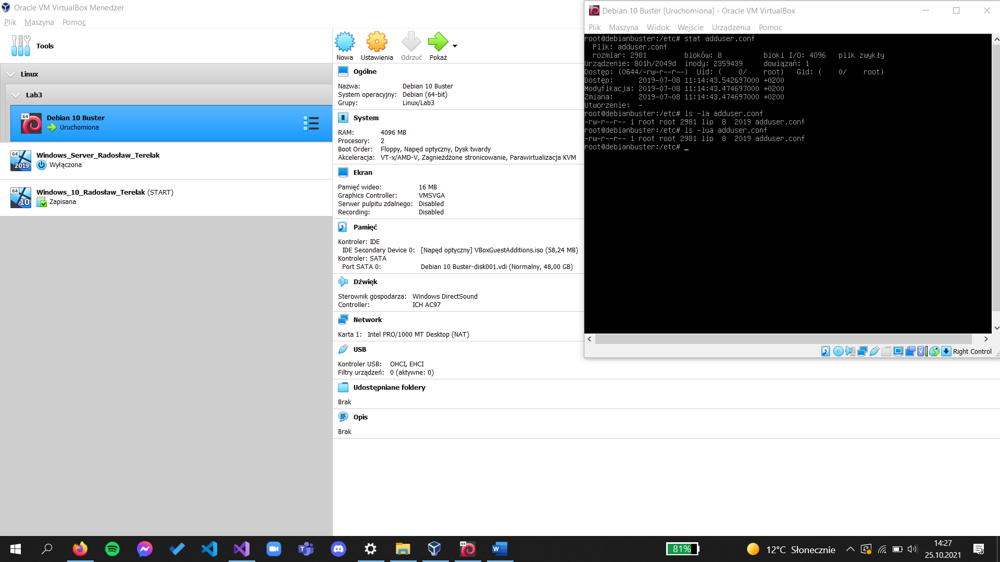 Oracle VM VirtualBox Menedżer
Plik Maszyna Pomoc
Tools
Linux
Lab3
64
Debian 10 Buster
Uruchomiona
64
2019
Windows_Server_Radosław_Terelak
Wyłączona
64
10
Windows_10_Radosław_Terelak (START)
Zapisana
Nowa Ustawienia Odrzuć Pokaż
Ogólne
Nazwa: Debian 10 Buster
System operacyjny: Debian (64-bit)
Grupy: Linux/Lab3
System
RAM: 4096 MB
Procesory: 2
Boot Order: Floppy, Napęd optyczny, Dysk twardy
Akceleracja: VT-x/AMD-V, Zagnieżdżone stronicowanie, Parawirtualizacja KVM
Ekran
Pamięć wideo: 16 MB
Graphics Controller: VMSVGA
Serwer pulpitu zdalnego: Disabled
Recording: Disabled
Pamięć
Kontroler: IDE
IDE Secondary Device 0: [Napęd optyczny] VBoxGuestAdditions.iso (58,24 MB)
Kontroler: SATA
Port SATA 0: Debian 10 Buster-disk001.vdi (Normalny, 48,00 GB)
Dźwięk
Sterownik gospodarza: Windows DirectSound
Controller: ICH AC97
Network
Karta 1: Intel PRO/1000 MT Desktop (NAT)
USB
Kontroler USB: OHCI, EHCI
Filtry urządzeń: 0 (aktywne: 0)
Udostępniane foldery
Brak
Opis
Brak
Debian 10 Buster [Uruchomiona] - Oracle VM VirtualBox
Plik Maszyna Widok Wejście Urządzenia Pomoc
root@debianbuster:/etc# stat adduser.conf
Plik: adduser.conf
rozmiar: 2981 bloków: 8 bloki I/O: 4096 plik zwykły
Urządzenie: 801h/2049d inody: 2359439 dowiązań: 1
Dostęp: (0644/-rw-r--r--) Uid: ( 0/ root) Gid: ( 0/ root)
Dostęp: 2019-07-08 11:14:43.542697000 +0200
Modyfikacja: 2019-07-08 11:14:43.474697000 +0200
Zmiana: 2019-07-08 11:14:43.474697000 +0200
Utworzenie: -
root@debianbuster:/etc# ls -la adduser.conf
-rw-r--r-- 1 root root 2981 lip 8 2019 adduser.conf
root@debianbuster:/etc# ls -lua adduser.conf
-rw-r--r-- 1 root root 2981 lip 8 2019 adduser.conf
root@debianbuster:/etc# _
Right Control
81%
12°C Słonecznie
14:27
25.10.2021